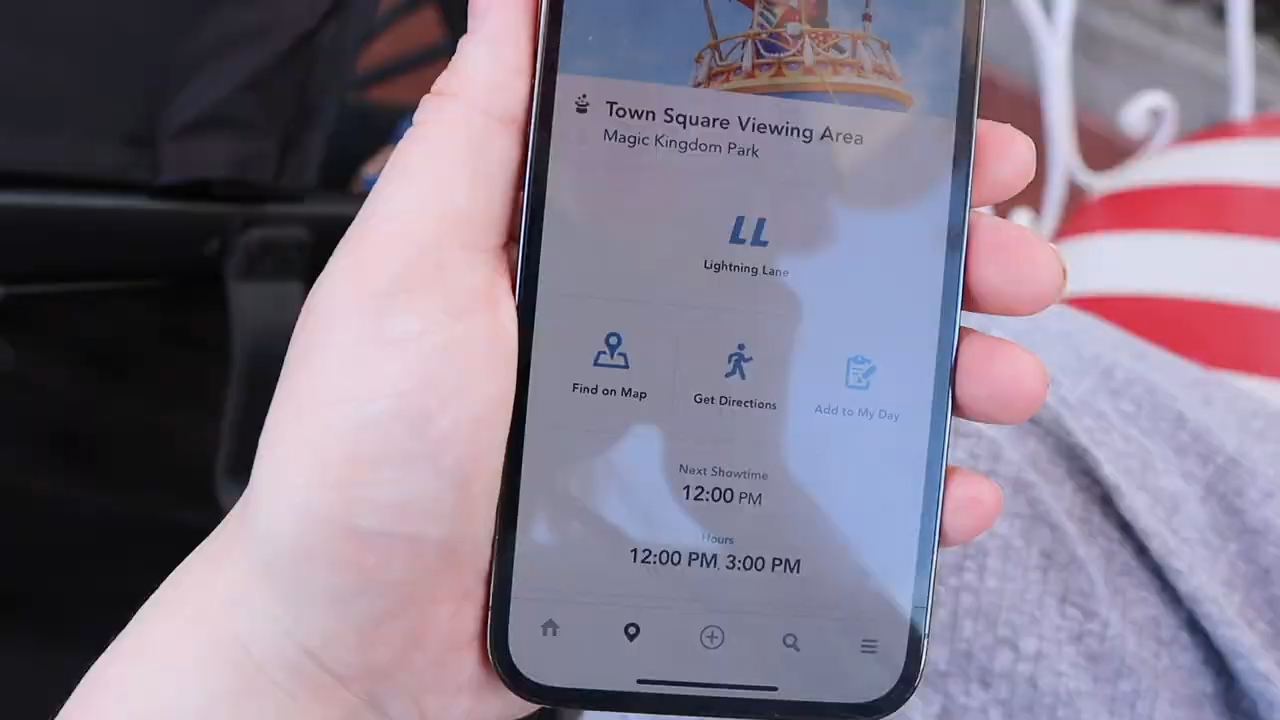 Town Square Viewing Area
Magic Kingdom Park
LL
Lightning Lane
Find on Map
Get Directions
Add to My Day
Next Showtime
12:00 PM
Hours
12:00 PM, 3:00 PM